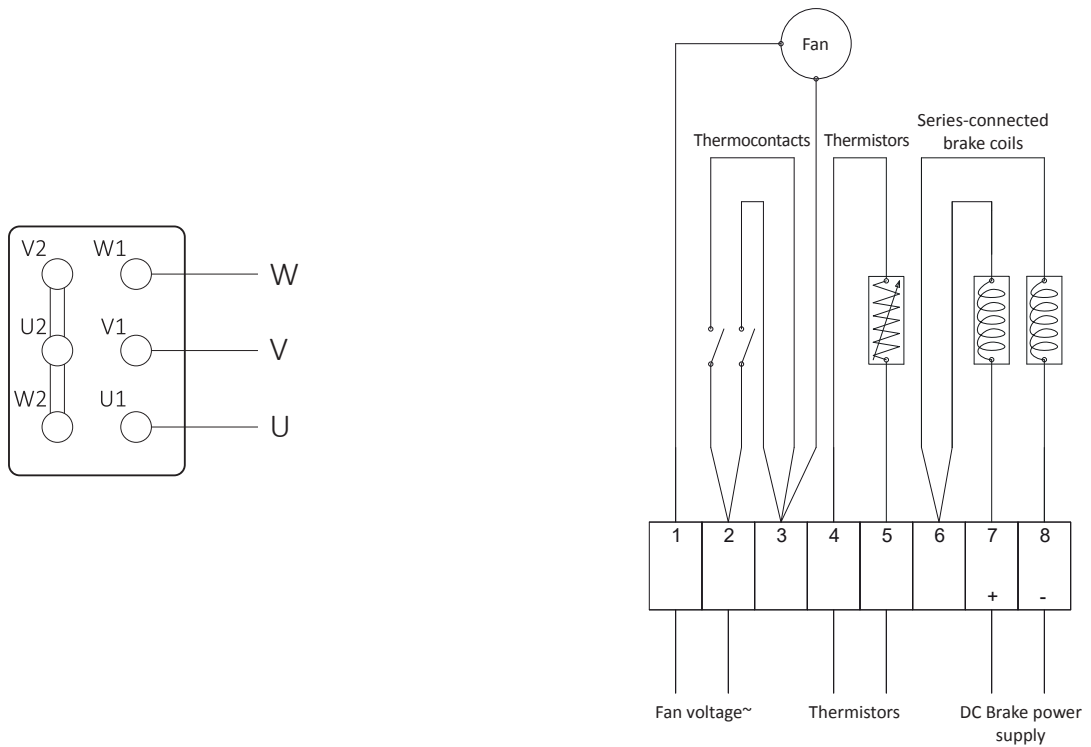 V2 W1
W
U2 V1
V
W2 U1
U
Fan
Thermocontacts
Thermistors
Series-connected
brake coils
1 2 3 4 5 6 7 8
+ -
Fan voltage~
Thermistors
DC Brake power
supply